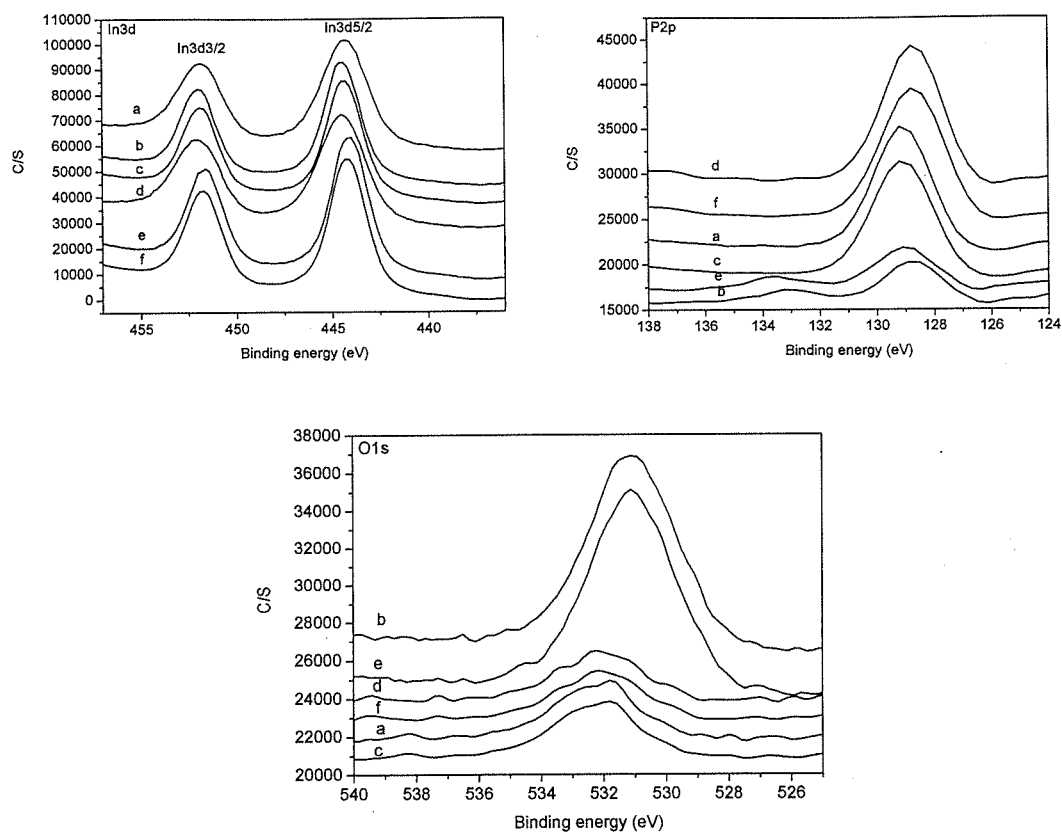 In3d
In3d3/2
In3d5/2
110000
100000
90000
80000
70000
60000
50000
40000
30000
20000
10000
0
C/S
a
b
c
d
e
f
455
450
445
440
Binding energy (eV)
P2p
45000
40000
35000
30000
25000
20000
15000
C/S
d
f
a
c
e
b
138
136
134
132
130
128
126
124
Binding energy (eV)
O1s
38000
36000
34000
32000
30000
28000
26000
24000
22000
20000
C/S
b
e
d
f
a
c
540
538
536
534
532
530
528
526
Binding energy (eV)